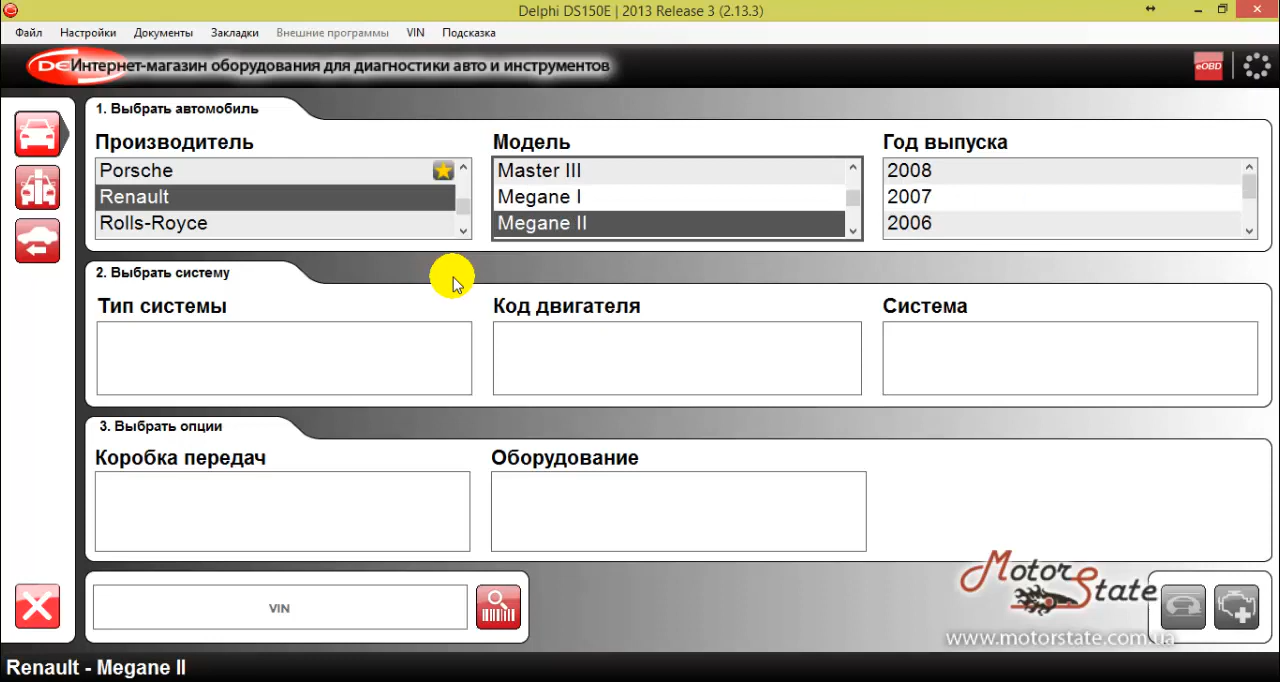 Delphi DS150E | 2013 Release 3 (2.13.3)
Файл Настройки Документы Закладки Внешние программы VIN Подсказка
DE Интернет-магазин оборудования для диагностики авто и инструментов
eOBD
1. Выбрать автомобиль
Производитель Модель Год выпуска
Porsche Master III 2008
Renault Megane I 2007
Rolls-Royce Megane II 2006
2. Выбрать систему
Тип системы Код двигателя Система
3. Выбрать опции
Коробка передач Оборудование
MotorState
VIN
www.motorstate.com.ua
Renault - Megane II